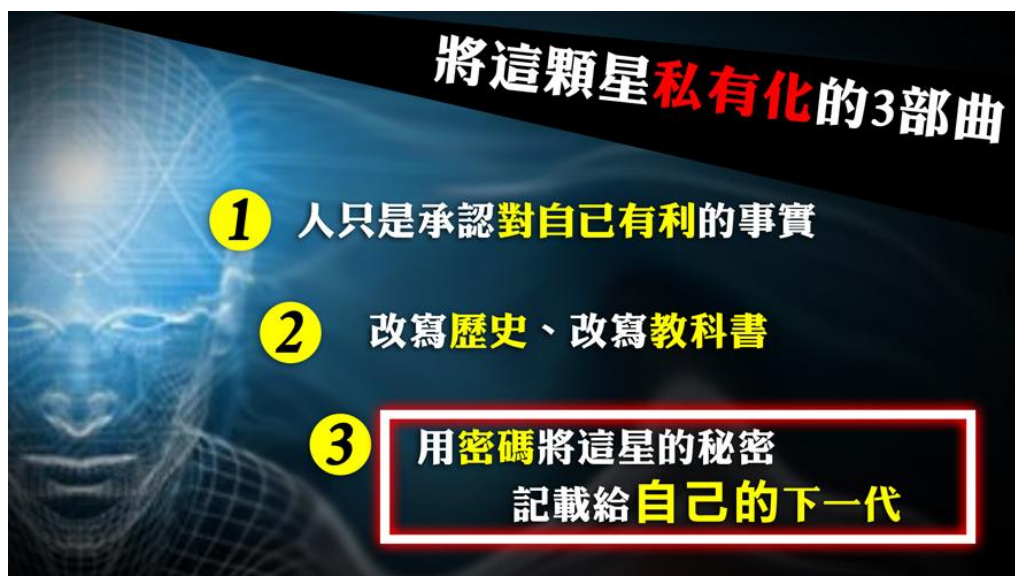 將這顆星私有化的3部曲
1 人只是承認對自已有利的事實
2 改寫歷史、改寫教科書
3 用密碼將這星的秘密
記載給自己的下一代